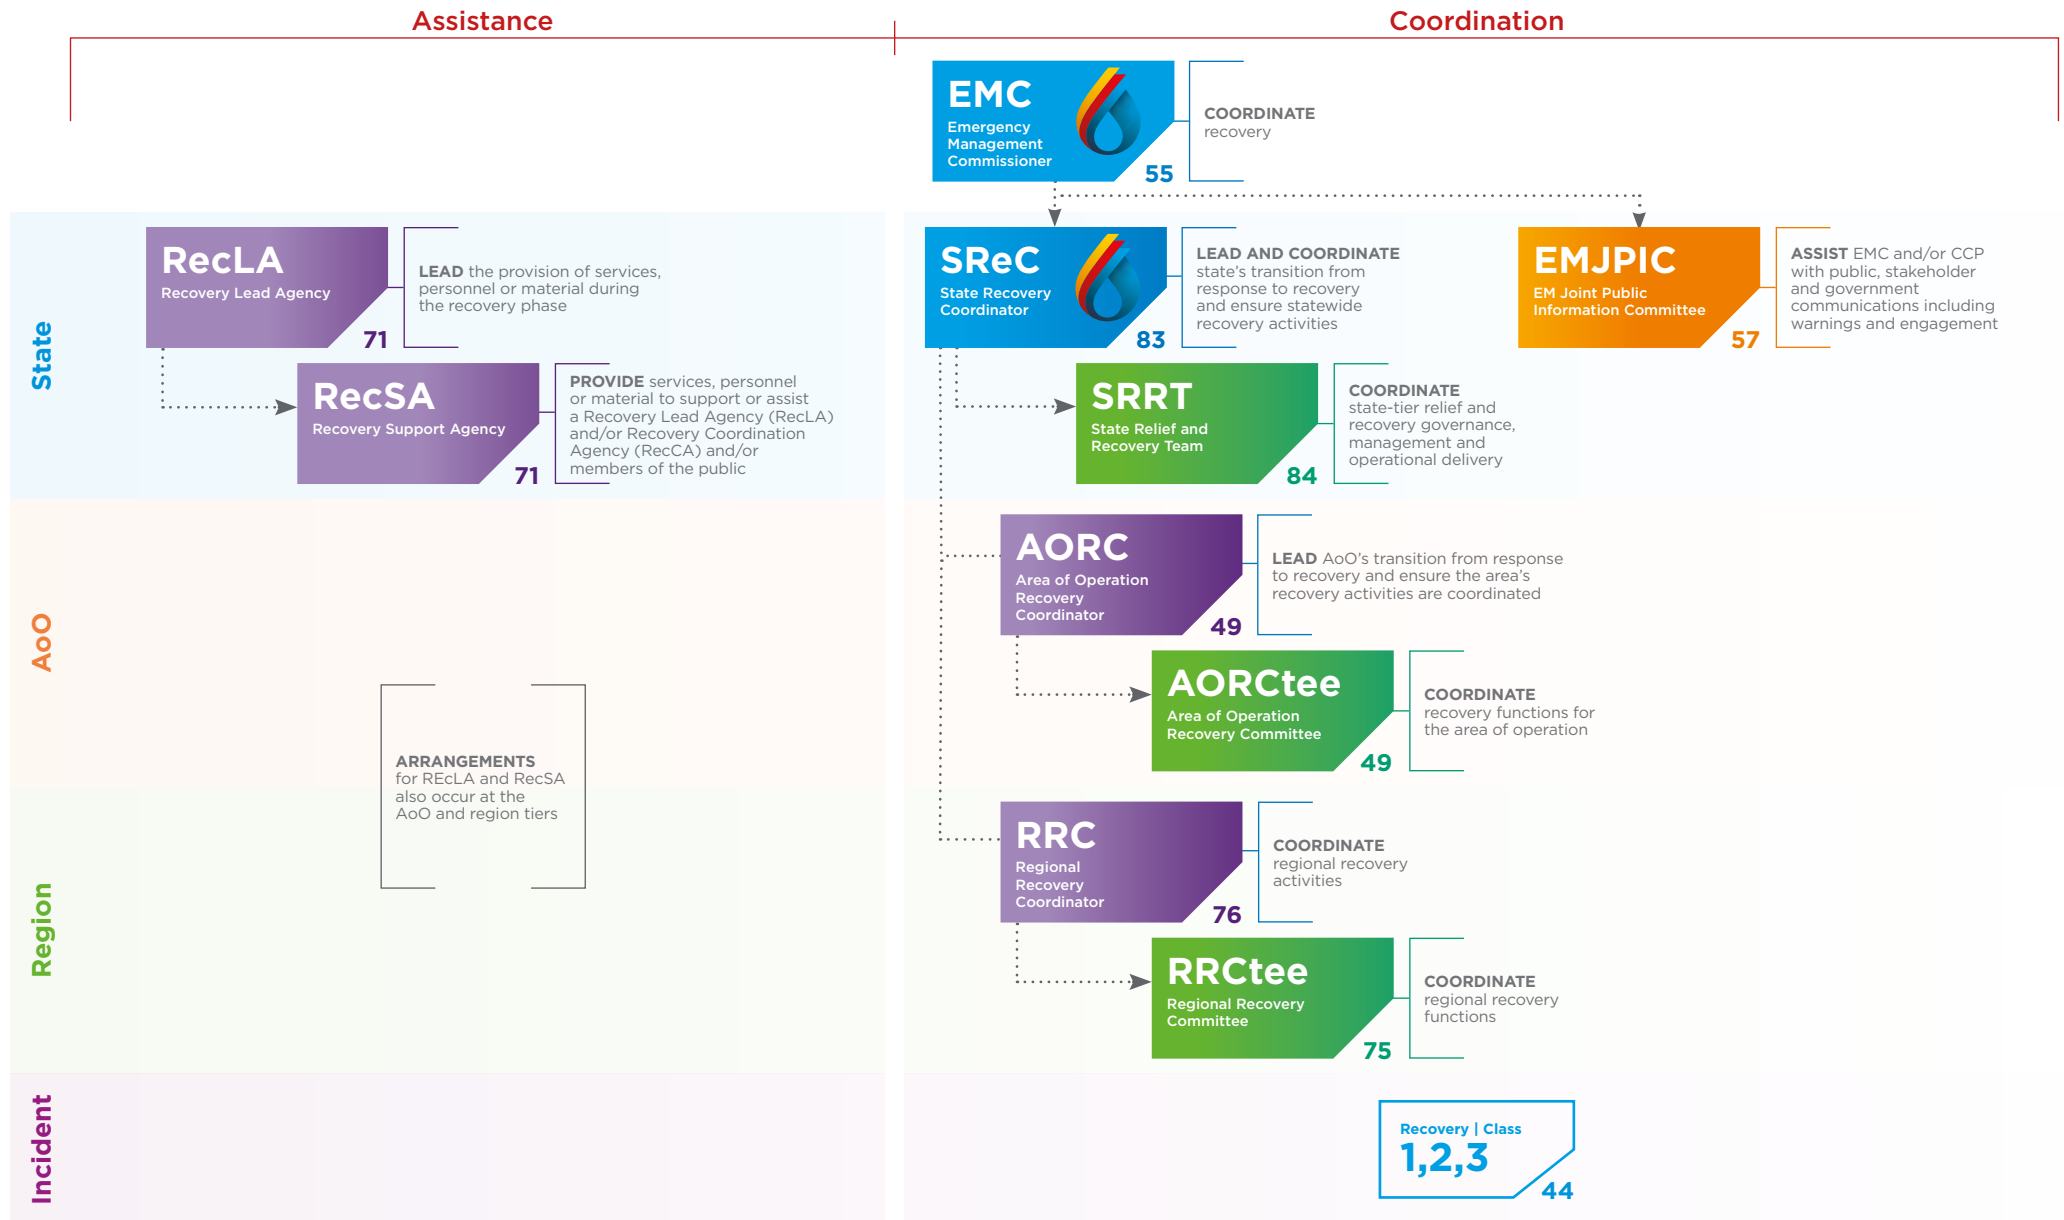 Assistance
Coordination
EMC
Emergency
Management
Commissioner
55
COORDINATE
recovery
State
RecLA
Recovery Lead Agency
71
LEAD the provision of services,
personnel or material during
the recovery phase
RecSA
Recovery Support Agency
71
PROVIDE services, personnel
or material to support or assist
a Recovery Lead Agency (RecLA)
and/or Recovery Coordination
Agency (RecCA) and/or
members of the public
SReC
State Recovery
Coordinator
83
LEAD AND COORDINATE
state’s transition from
response to recovery
and ensure statewide
recovery activities
EMJPIC
EM Joint Public
Information Committee
57
ASSIST EMC and/or CCP
with public, stakeholder
and government
communications including
warnings and engagement
SRRT
State Relief and
Recovery Team
84
COORDINATE
state-tier relief and
recovery governance,
management and
operational delivery
AoO
AORC
Area of Operation
Recovery
Coordinator
49
LEAD AoO’s transition from response
to recovery and ensure the area’s
recovery activities are coordinated
AORCtee
Area of Operation
Recovery Committee
49
COORDINATE
recovery functions for
the area of operation
ARRANGEMENTS
for REcLA and RecSA
also occur at the
AoO and region tiers
Region
RRC
Regional
Recovery
Coordinator
76
COORDINATE
regional recovery
activities
RRCtee
Regional Recovery
Committee
75
COORDINATE
regional recovery
functions
Incident
Recovery | Class
1,2,3
44